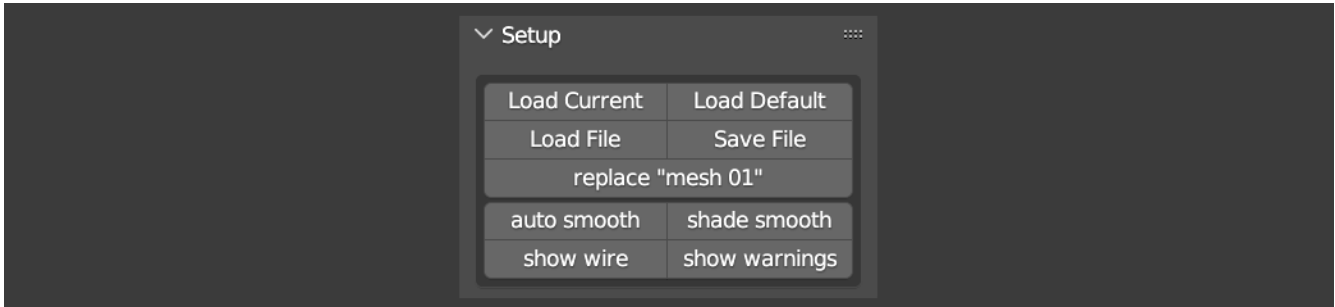 Setup
Load Current Load Default
Load File Save File
replace "mesh 01"
auto smooth shade smooth
show wire show warnings